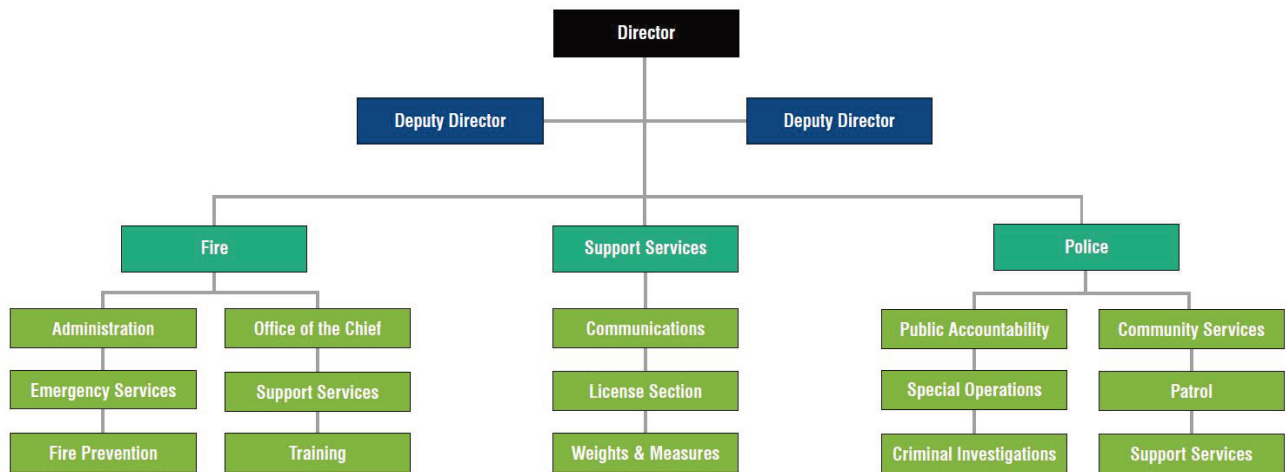 Director
Deputy Director
Deputy Director
Fire
Support Services
Police
Administration
Office of the Chief
Communications
Public Accountability
Community Services
Emergency Services
Support Services
License Section
Special Operations
Patrol
Fire Prevention
Training
Weights & Measures
Criminal Investigations
Support Services